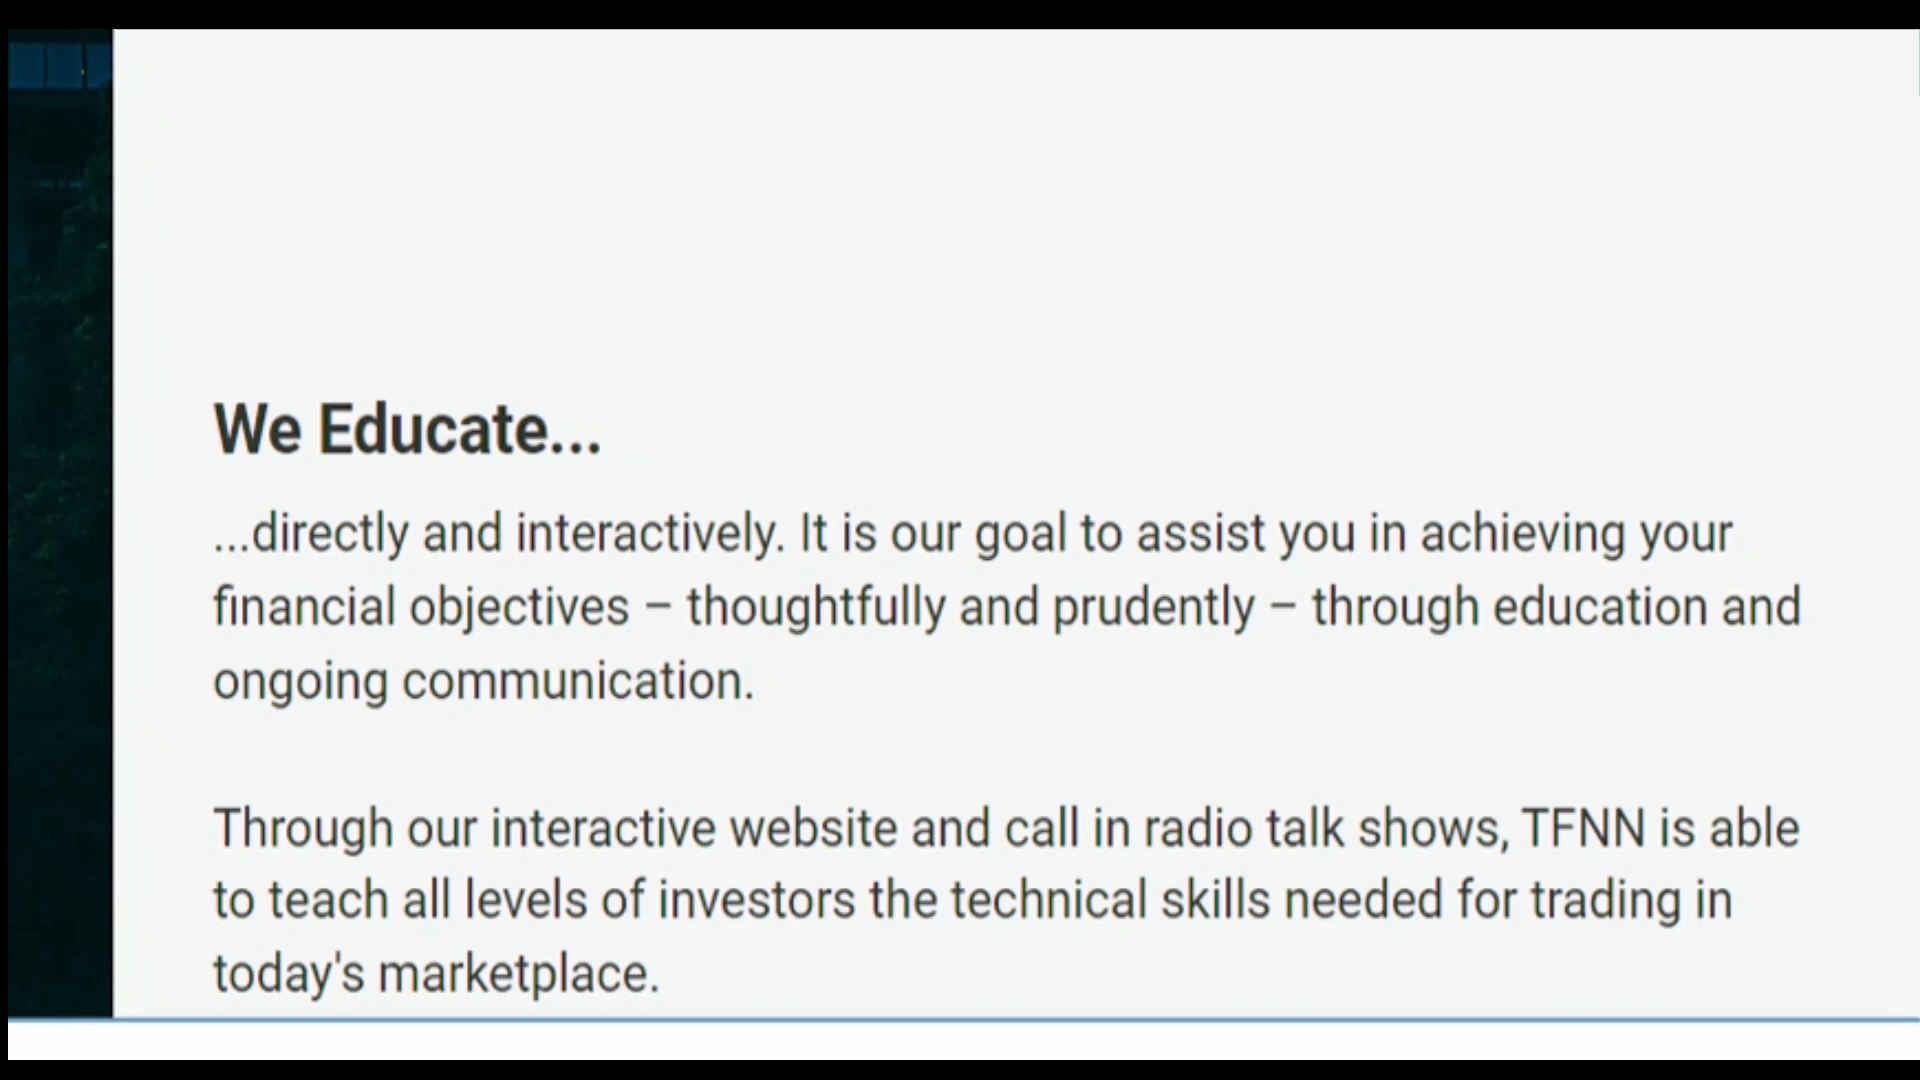 We Educate...
...directly and interactively. It is our goal to assist you in achieving your
financial objectives – thoughtfully and prudently – through education and
ongoing communication.
Through our interactive website and call in radio talk shows, TFNN is able
to teach all levels of investors the technical skills needed for trading in
today's marketplace.